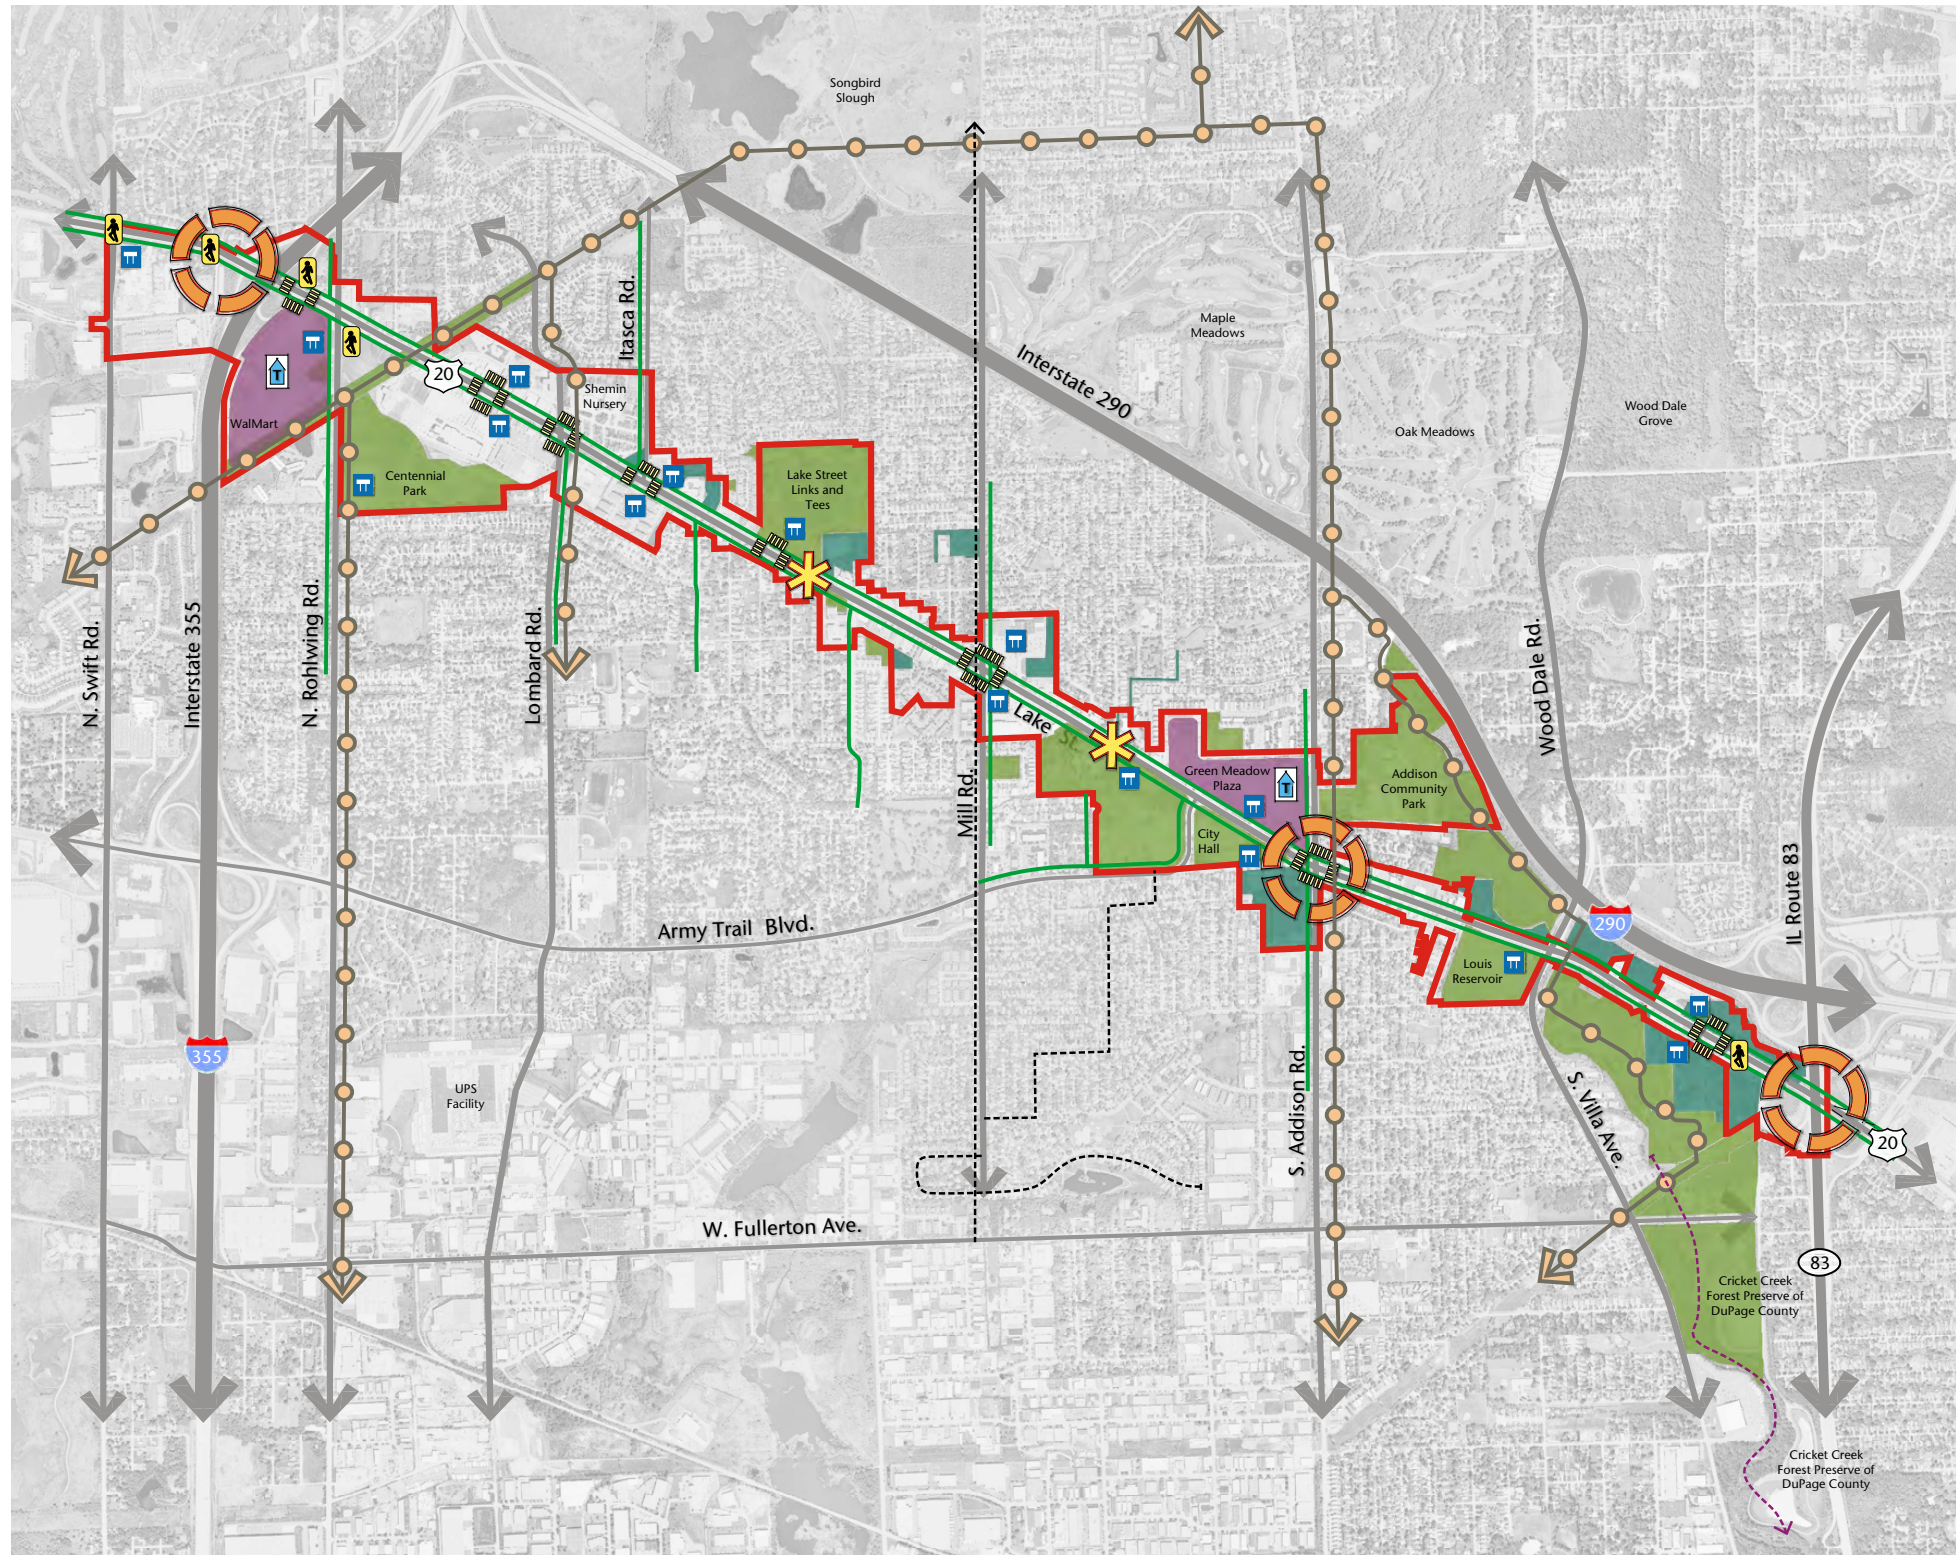 Songbird
Slough
Itasca Rd.
Maple
Meadows
Interstate 290
20
T
Shemin
Nursery
WalMart
Wood Dale
Grove
Oak Meadows
Centennial
Park
Lake Street
Links and
Tees
N. Swift Rd.
Interstate 355
N. Rohlwing Rd.
Lombard Rd.
Wood Dale Rd.
Lake St.
Mill Rd.
Green Meadow
Plaza
T
Addison
Community
Park
City
Hall
IL Route 83
Army Trail Blvd.
290
Louis
Reservoir
355
UPS
Facility
S. Addison Rd.
S. Villa Ave.
20
W. Fullerton Ave.
83
Cricket Creek
Forest Preserve of
DuPage County
Cricket Creek
Forest Preserve of
DuPage County